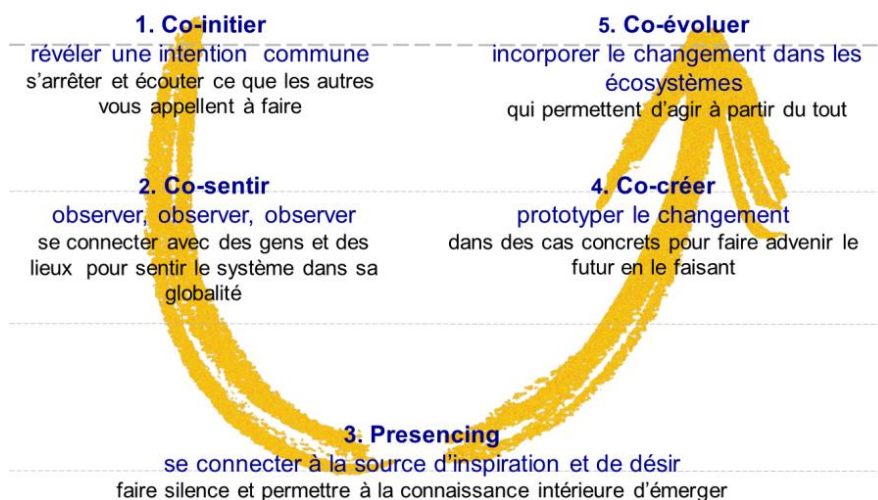 1. Co-initier
révéler une intention commune
s'arrêter et écouter ce que les autres
vous appellent à faire
2. Co-sentir
observer, observer, observer
se connecter avec des gens et des
lieux pour sentir le système dans sa
globalité
3. Presencing
se connecter à la source d'inspiration et de désir
faire silence et permettre à la connaissance intérieure d'émerger
4. Co-créer
prototyper le changement
dans des cas concrets pour faire advenir le
futur en le faisant
5. Co-évoluer
incorporer le changement dans les
écosystèmes
qui permettent d'agir à partir du tout